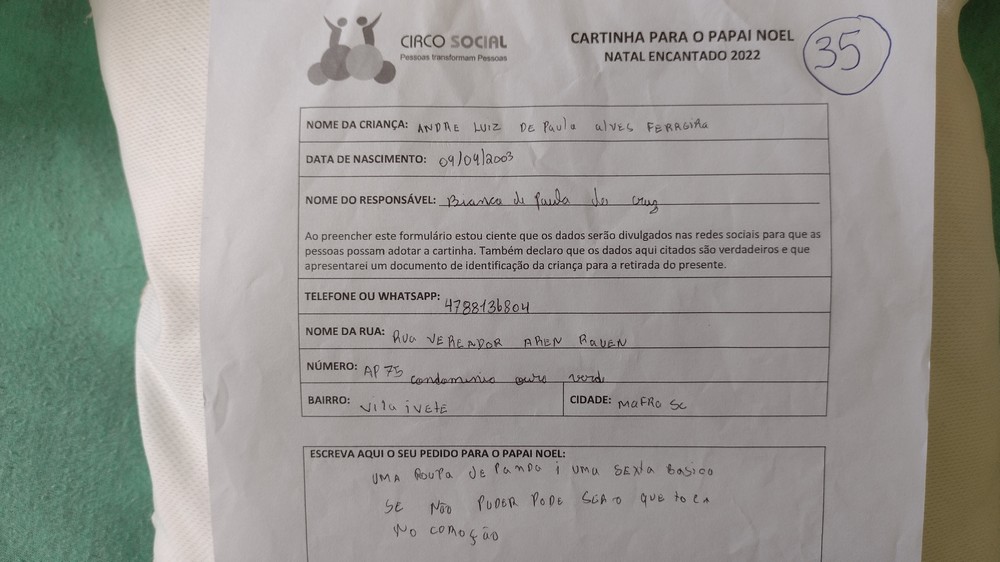 CIRCO SOCIAL
Pessoas transformam Pessoas
CARTINHA PARA O PAPAI NOEL
NATAL ENCANTADO 2022
35
NOME DA CRIANÇA: ANDRE LUIZ DE Paula alves FERREIRA
DATA DE NASCIMENTO: 09/09/2003
NOME DO RESPONSÁVEL: Bianca de Paula da cruz
Ao preencher este formulário estou ciente que os dados serão divulgados nas redes sociais para que as
pessoas possam adotar a cartinha. Também declaro que os dados aqui citados são verdadeiros e que
apresentarei um documento de identificação da criança para a retirada do presente.
TELEFONE OU WHATSAPP: 4788136804
NOME DA RUA: RUA VEREADOR AREN RAUEN
NÚMERO: AP 75 condominio ouro verde
BAIRRO: Vila iVETE
CIDADE: MAFRA SC
ESCREVA AQUI O SEU PEDIDO PARA O PAPAI NOEL:
UMA ROUPA DE PANDA i UMA SEXTA BASICA
SE NÃO PUDER PODE SER O QUE TOCA
NO COROÇÃO